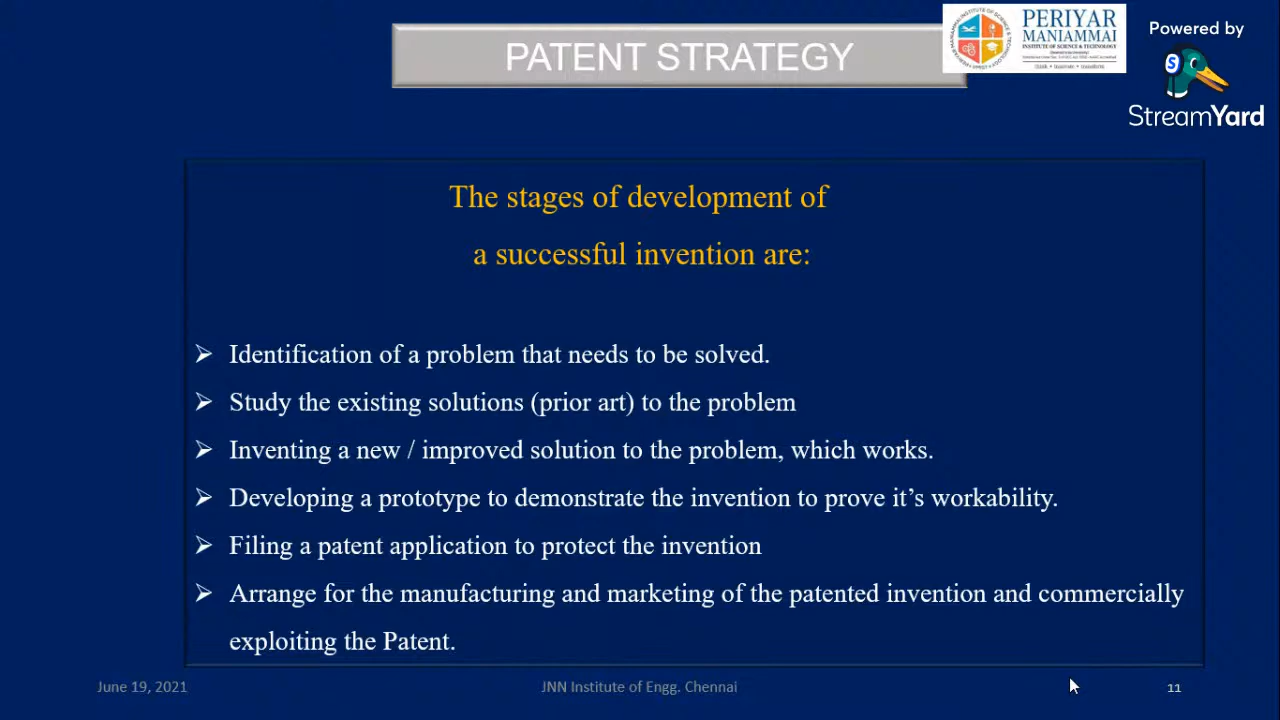 PATENT STRATEGY
PERIYAR
MANIAMMAI
INSTITUTE OF SCIENCE & TECHNOLOGY
Powered by
StreamYard
The stages of development of
a successful invention are:
➢ Identification of a problem that needs to be solved.
➢ Study the existing solutions (prior art) to the problem
➢ Inventing a new / improved solution to the problem, which works.
➢ Developing a prototype to demonstrate the invention to prove it’s workability.
➢ Filing a patent application to protect the invention
➢ Arrange for the manufacturing and marketing of the patented invention and commercially
exploiting the Patent.
June 19, 2021
JNN Institute of Engg. Chennai
11